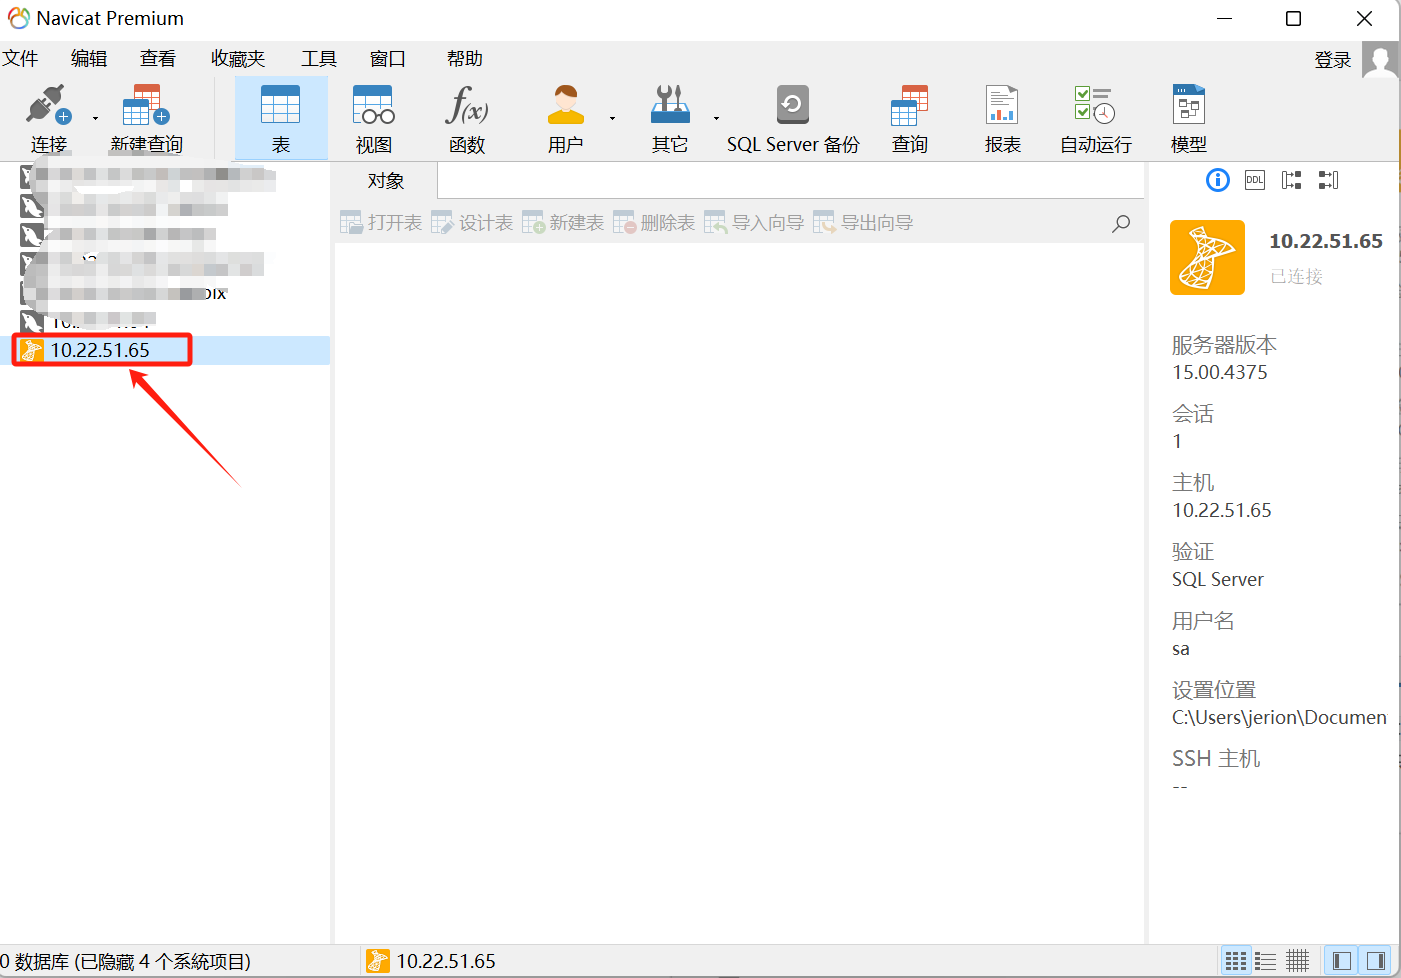 Navicat Premium
文件 编辑 查看 收藏夹 工具 窗口 帮助 登录
连接 新建查询 表 视图 函数 用户 其它 SQL Server 备份 查询 报表 自动运行 模型
对象
DDL
打开表 设计表 新建表 删除表 导入向导 导出向导
10.22.51.65
已连接
10.22.51.65
服务器版本
15.00.4375
会话
1
主机
10.22.51.65
验证
SQL Server
用户名
sa
设置位置
C:\Users\jerion\Documen
SSH 主机
--
0 数据库 (已隐藏 4 个系统项目) 10.22.51.65